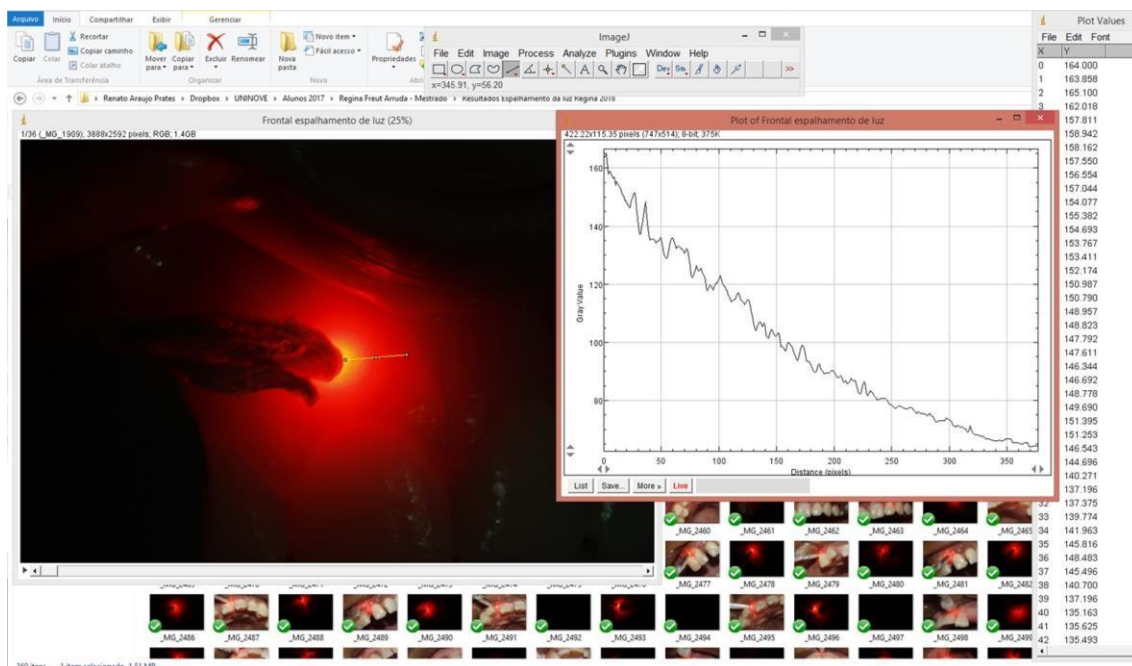 Arquivo Início Compartilhar Exibir Gerenciar
Copiar Colar
Recortar
Copiar caminho
Colar atalho
Mover para
Copiar para
Excluir Renomear
Nova pasta
Novo item
Fácil acesso
Propriedades
Área de Transferência
Organizar
Novo
Renato Araujo Prates Dropbox UNINOVE Alunos 2017 Regina Freut Arruda - Mestrado Resultados Espalhamento da luz Regina 2018
ImageJ
File Edit Image Process Analyze Plugins Window Help
Dev Stk >>
x=345.91, y=56.20
Frontal espalhamento de luz (25%)
1/36 (_MG_1909); 3888x2592 pixels; RGB; 1.4GB
Plot of Frontal espalhamento de luz
422.22x115.35 pixels (747x514); 8-bit; 375K
160
140
120
100
80
Gray Value
0 50 100 150 200 250 300 350
Distance (pixels)
List Save... More » Live
Plot Values
File Edit Font
X Y
0 164.000
1 163.858
2 165.100
3 162.018
157.811
158.942
158.162
157.550
156.554
157.044
154.077
155.382
154.693
153.767
153.411
152.174
150.987
150.790
148.957
148.823
147.792
147.611
146.344
146.692
148.778
149.690
151.395
151.253
146.543
144.696
140.271
137.196
32 137.375
33 139.774
34 141.963
35 145.816
36 148.483
37 145.496
38 140.700
39 137.196
40 135.163
41 135.625
42 135.493
_MG_2460 _MG_2461 _MG_2462 _MG_2463 _MG_2464 _MG_2465
_MG_2477 _MG_2478 _MG_2479 _MG_2480 _MG_2481 _MG_2482
_MG_2486 _MG_2487 _MG_2488 _MG_2489 _MG_2490 _MG_2491 _MG_2492 _MG_2493 _MG_2494 _MG_2495 _MG_2496 _MG_2497 _MG_2498 _MG_2499